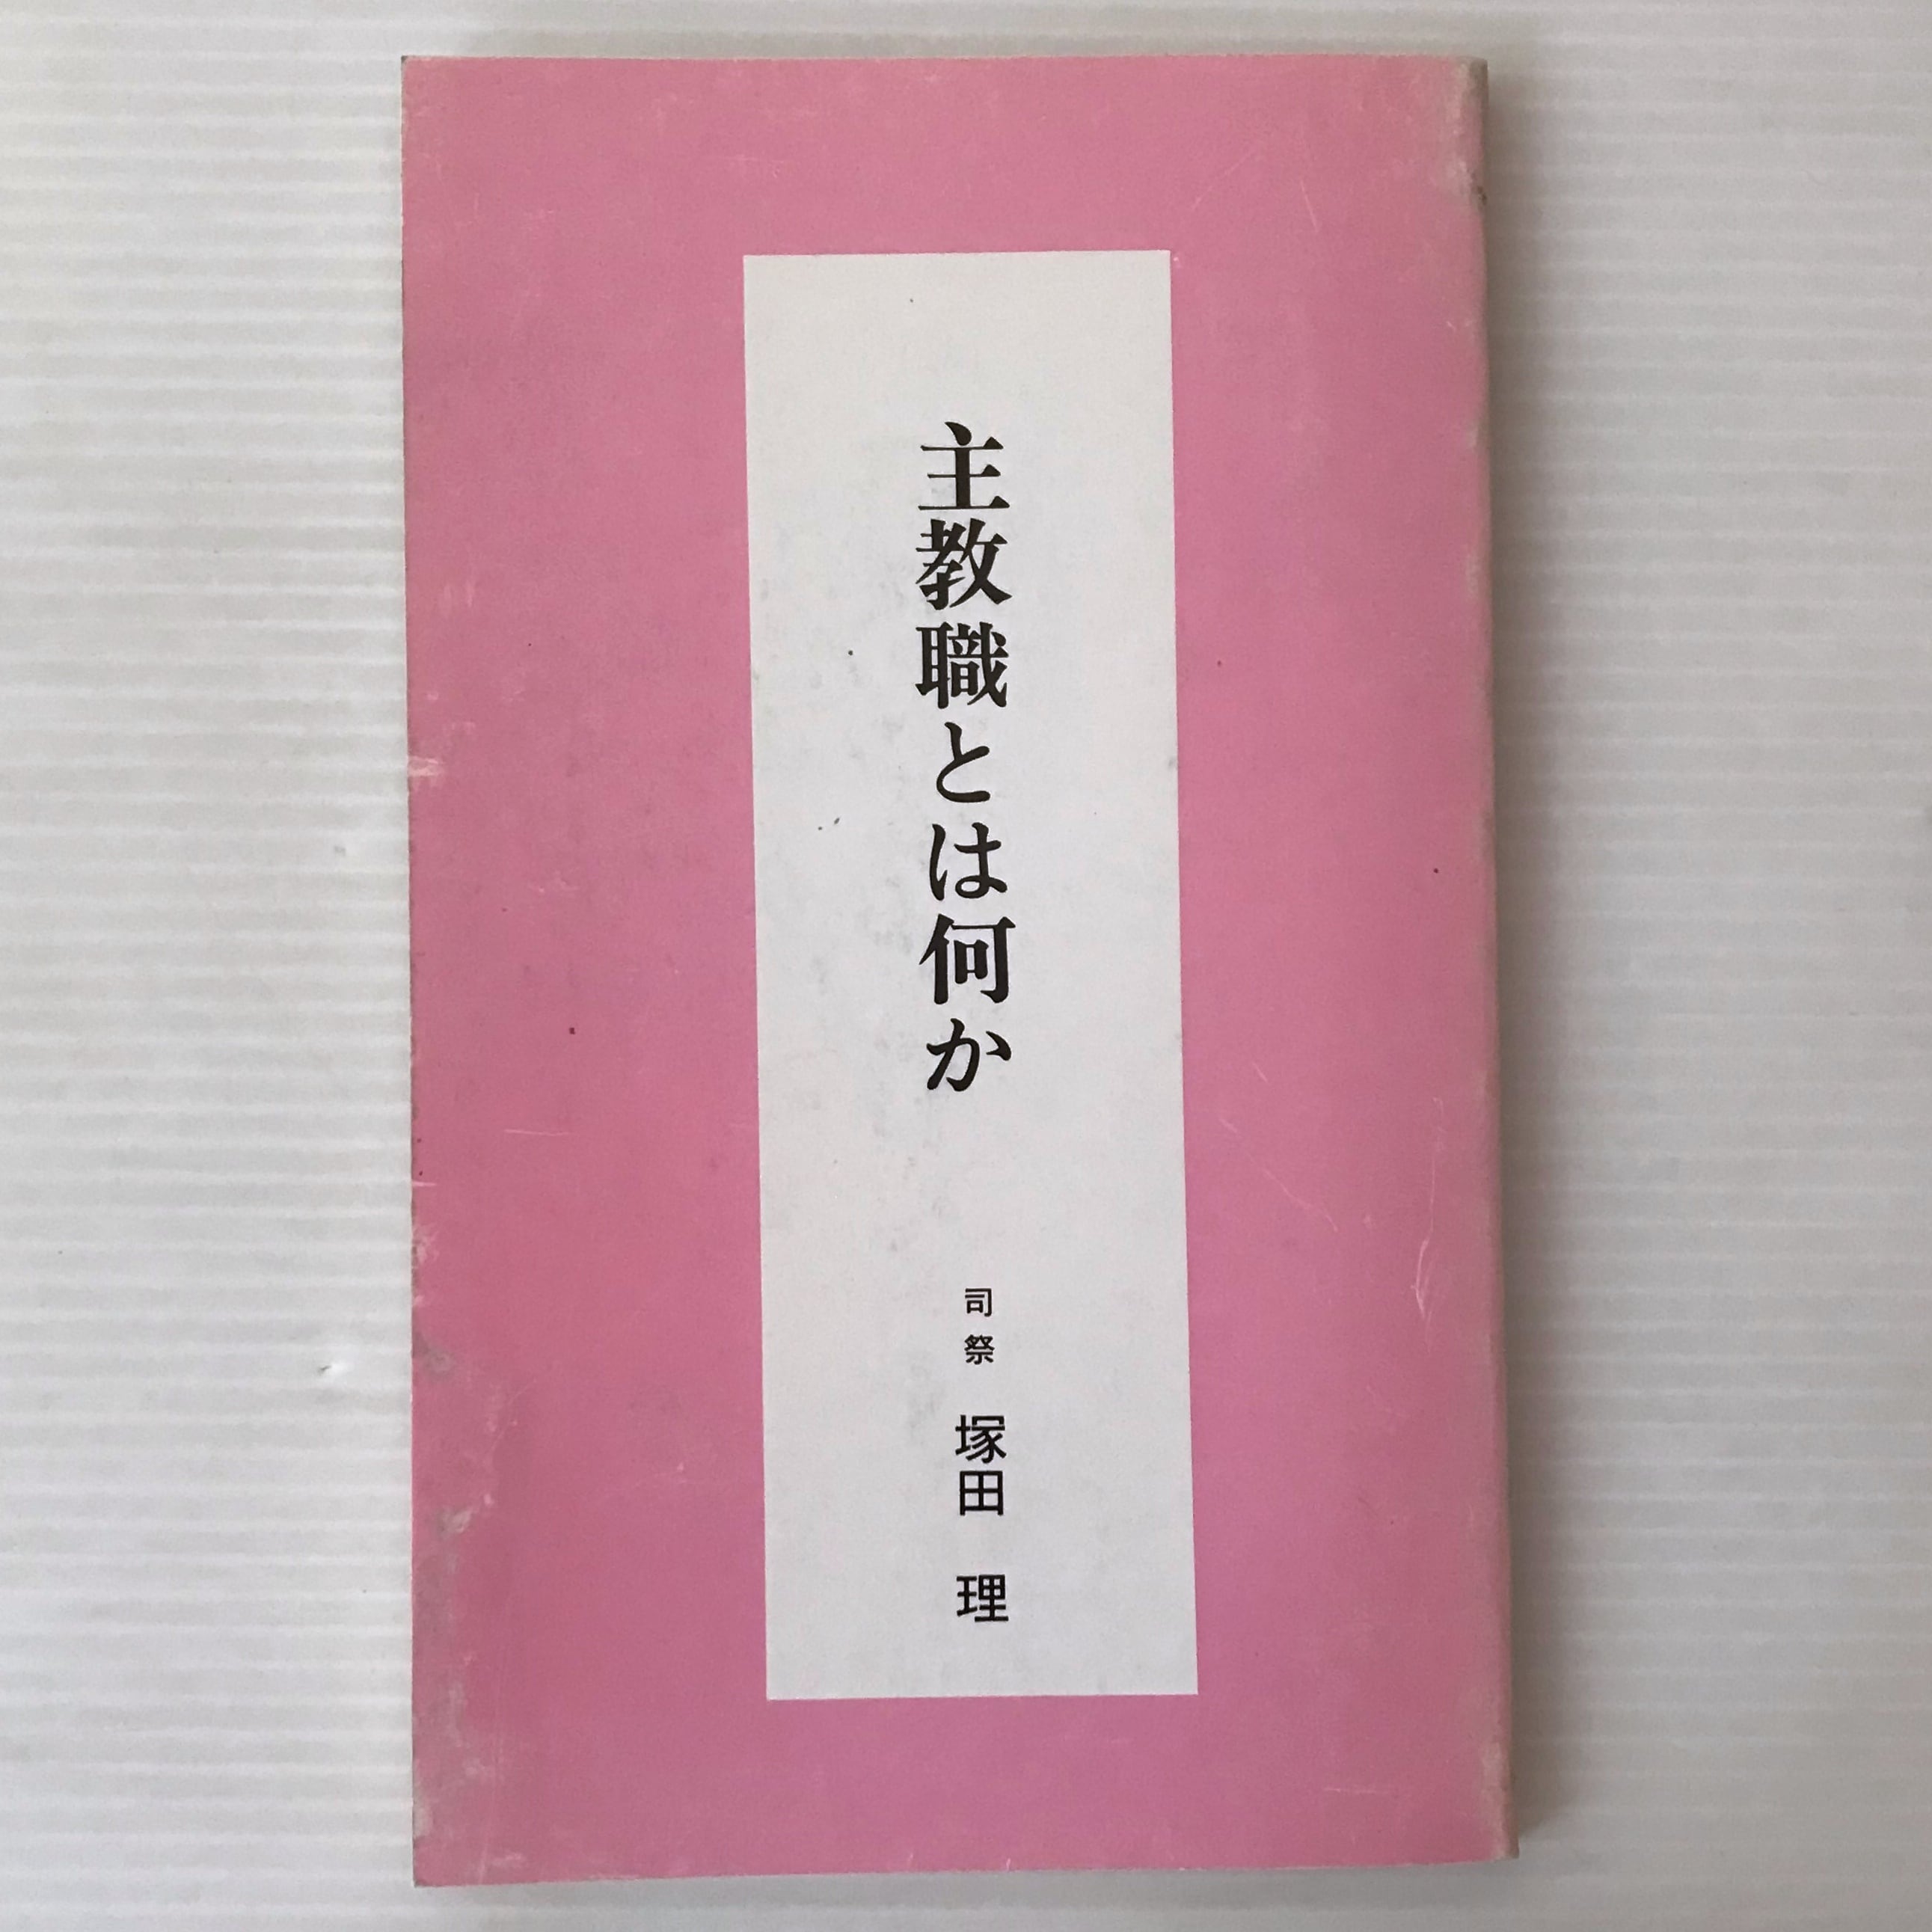 主教職とは何か
司祭 塚田 理